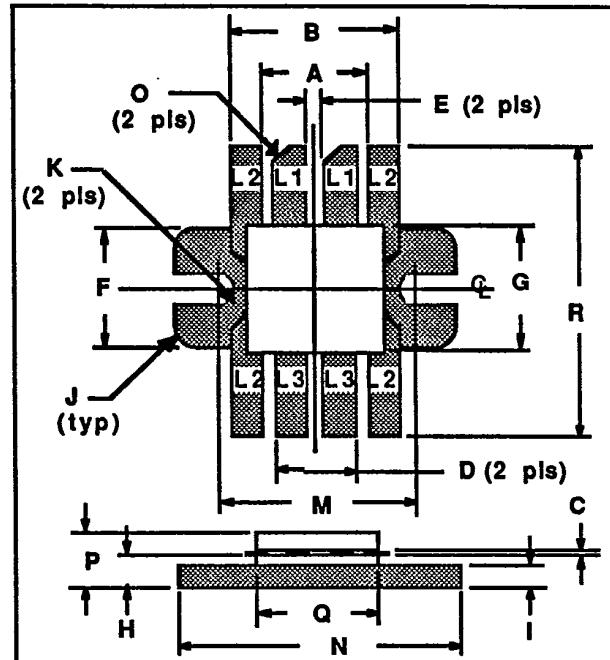 B
A
O
(2 pls)
E (2 pls)
K
(2 pls)
L2 L1 L1 L2
F
℄
G
R
J
(typ)
L2 L3 L3 L2
D (2 pls)
M
C
P
H
Q
N
I